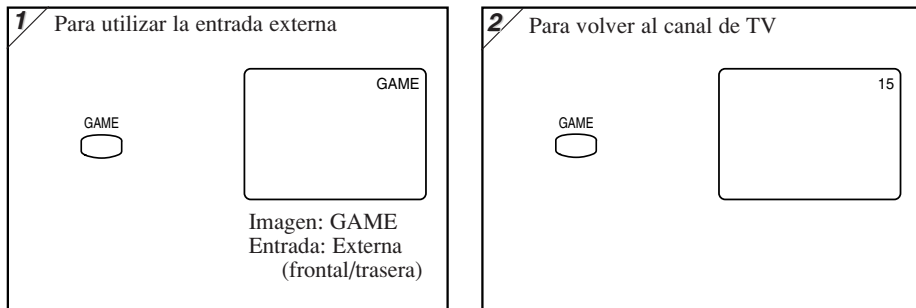 1 Para utilizar la entrada externa
GAME
GAME
Imagen: GAME
Entrada: Externa
(frontal/trasera)
2 Para volver al canal de TV
15
GAME